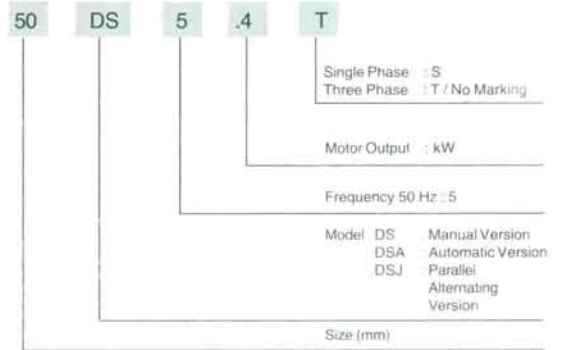 50 DS 5 .4 T
Single Phase : S
Three Phase : T / No Marking
Motor Output : kW
Frequency 50 Hz : 5
Model DS : Manual Version
DSA : Automatic Version
DSJ : Parallel
Alternating
Version
Size (mm)